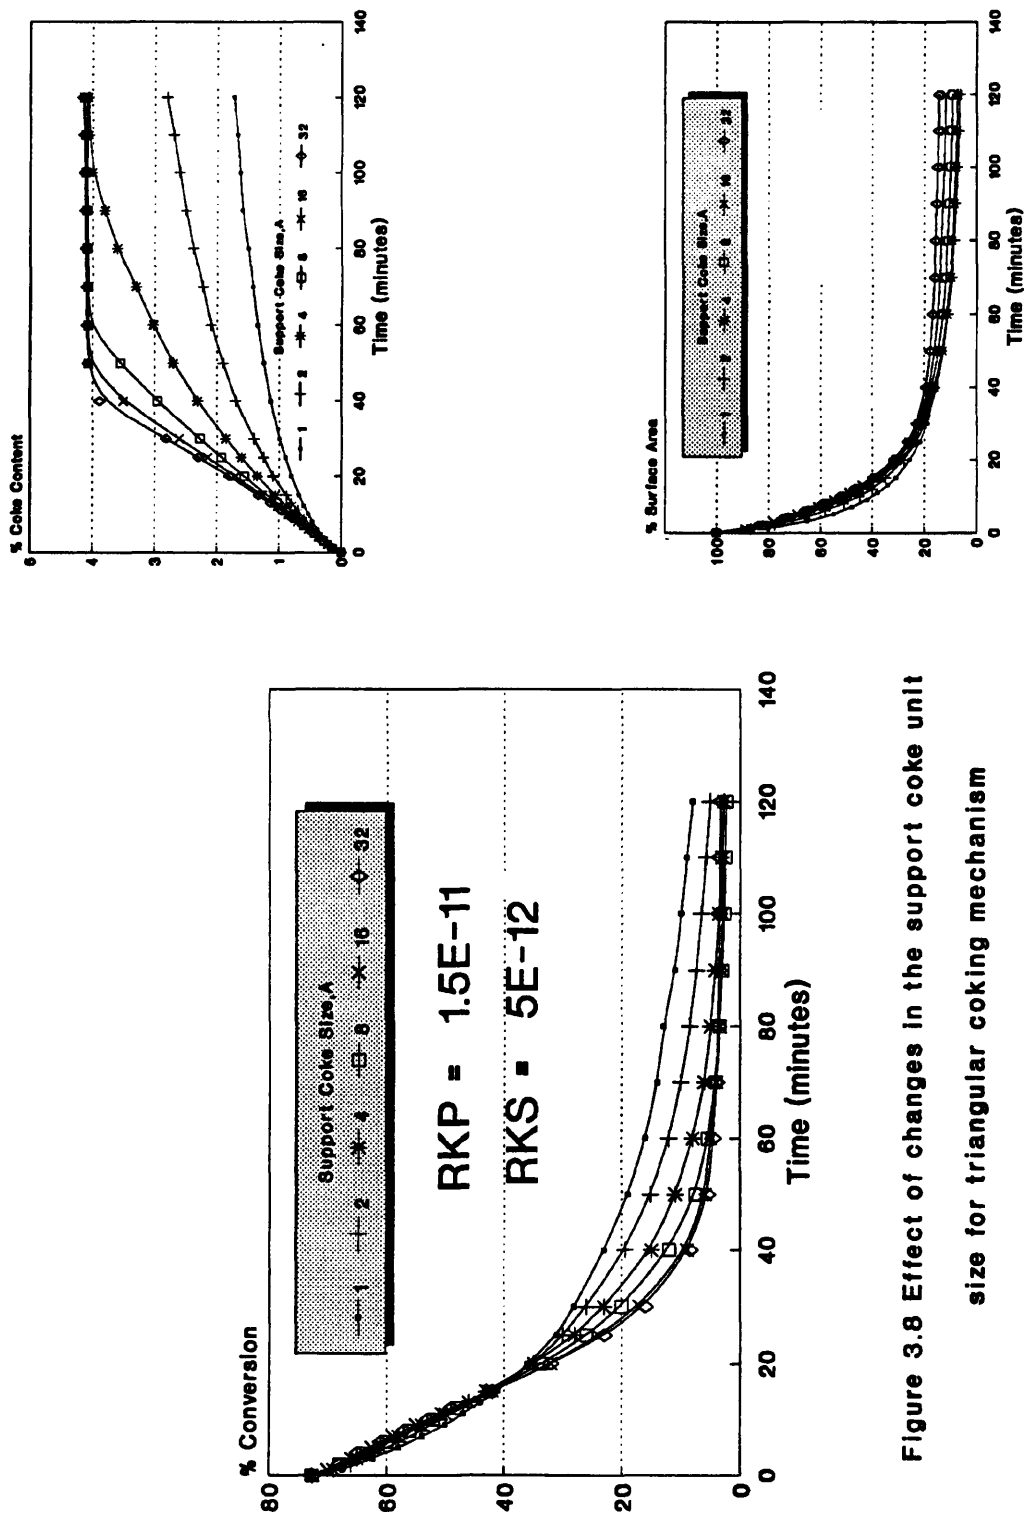 % Conversion
80
60
40
20
0
Support Coke Size,A
1 2 4 8 16 32
RKP = 1.5E-11
RKS = 5E-12
0 20 40 60 80 100 120 140
Time (minutes)
% Coke Content
5
4
3
2
1
0
Support Coke Size,A
1 2 4 8 16 32
0 20 40 60 80 100 120 140
Time (minutes)
% Surface Area
100
80
60
40
20
0
Support Coke Size,A
1 2 4 8 16 32
0 20 40 60 80 100 120 140
Time (minutes)
Figure 3.8 Effect of changes in the support coke unit
size for triangular coking mechanism